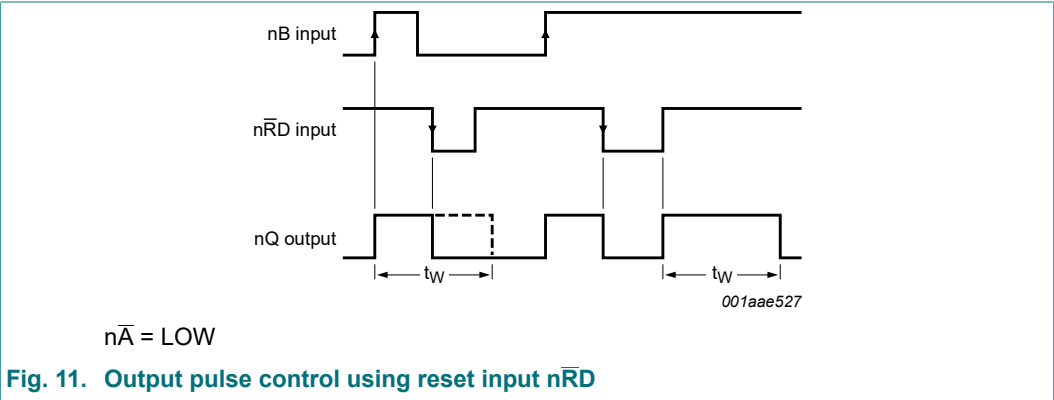 nB input
nR̅D input
nQ output
tW
tW
001aae527
nA̅ = LOW
Fig. 11. Output pulse control using reset input nR̅D